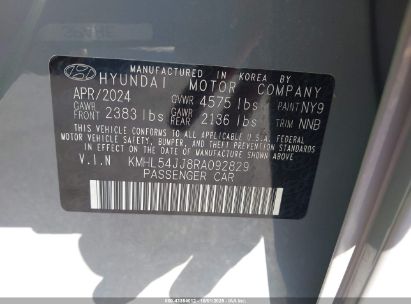 MANUFACTURED IN KOREA BY
HYUNDAI MOTOR COMPANY
APR/2024 GVWR 4575 lbs PAINT NY9
GAWR FRONT 2383 lbs GAWR REAR 2136 lbs TRIM NNB
THIS VEHICLE CONFORMS TO ALL APPLICABLE U.S.A. FEDERAL
MOTOR VEHICLE SAFETY, BUMPER, AND THEFT PREVENTION
STANDARDS IN EFFECT ON THE DATE OF MANUFACTURE SHOWN ABOVE.
V.I.N KMHL54JJ8RA092829
PASSENGER CAR